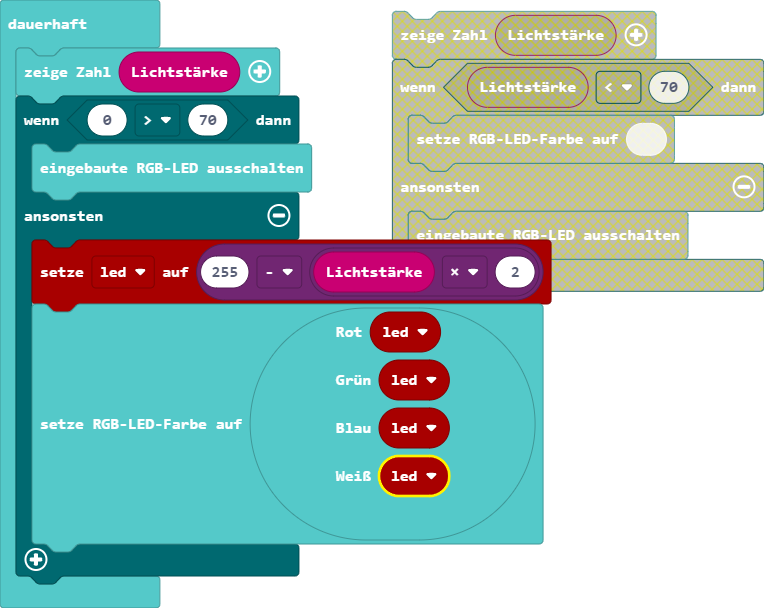 dauerhaft
zeige Zahl Lichtstärke
wenn 0 > 70 dann
eingebaute RGB-LED ausschalten
ansonsten
setze led auf 255 - Lichtstärke × 2
setze RGB-LED-Farbe auf
Rot led
Grün led
Blau led
Weiß led
zeige Zahl Lichtstärke
wenn Lichtstärke < 70 dann
setze RGB-LED-Farbe auf
ansonsten
eingebaute RGB-LED ausschalten